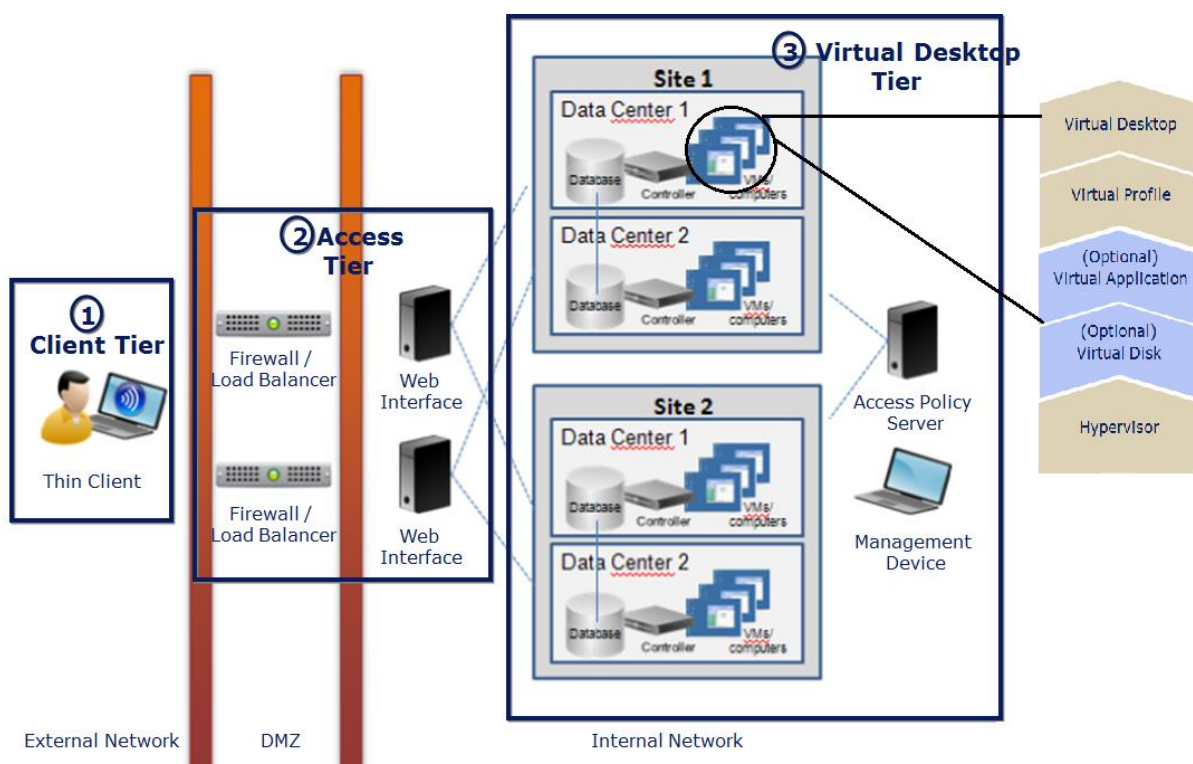 1
Client Tier
Thin Client
2 Access
Tier
Firewall /
Load Balancer
Firewall /
Load Balancer
Web
Interface
Web
Interface
3 Virtual Desktop
Tier
Site 1
Data Center 1
Database
Controller
VMs/
computers
Data Center 2
Database
Controller
VMs/
computers
Site 2
Data Center 1
Database
Controller
VMs/
computers
Data Center 2
Database
Controller
VMs/
computers
Access Policy
Server
Management
Device
Virtual Desktop
Virtual Profile
(Optional)
Virtual Application
(Optional)
Virtual Disk
Hypervisor
External Network
DMZ
Internal Network